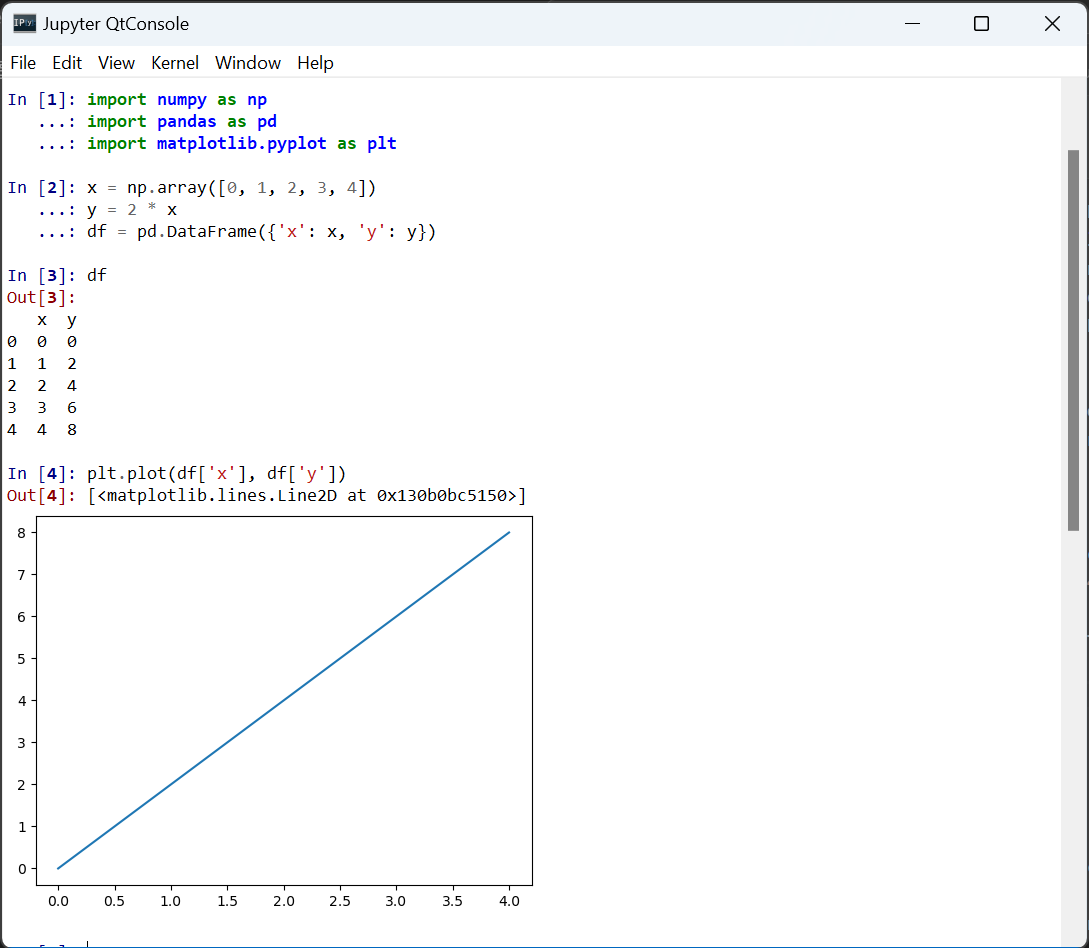 IPy Jupyter QtConsole
File Edit View Kernel Window Help
In [1]: import numpy as np
   ...: import pandas as pd
   ...: import matplotlib.pyplot as plt
In [2]: x = np.array([0, 1, 2, 3, 4])
   ...: y = 2 * x
   ...: df = pd.DataFrame({'x': x, 'y': y})
In [3]: df
Out[3]:
   x  y
0  0  0
1  1  2
2  2  4
3  3  6
4  4  8
In [4]: plt.plot(df['x'], df['y'])
Out[4]: [<matplotlib.lines.Line2D at 0x130b0bc5150>]
8
7
6
5
4
3
2
1
0
0.0 0.5 1.0 1.5 2.0 2.5 3.0 3.5 4.0